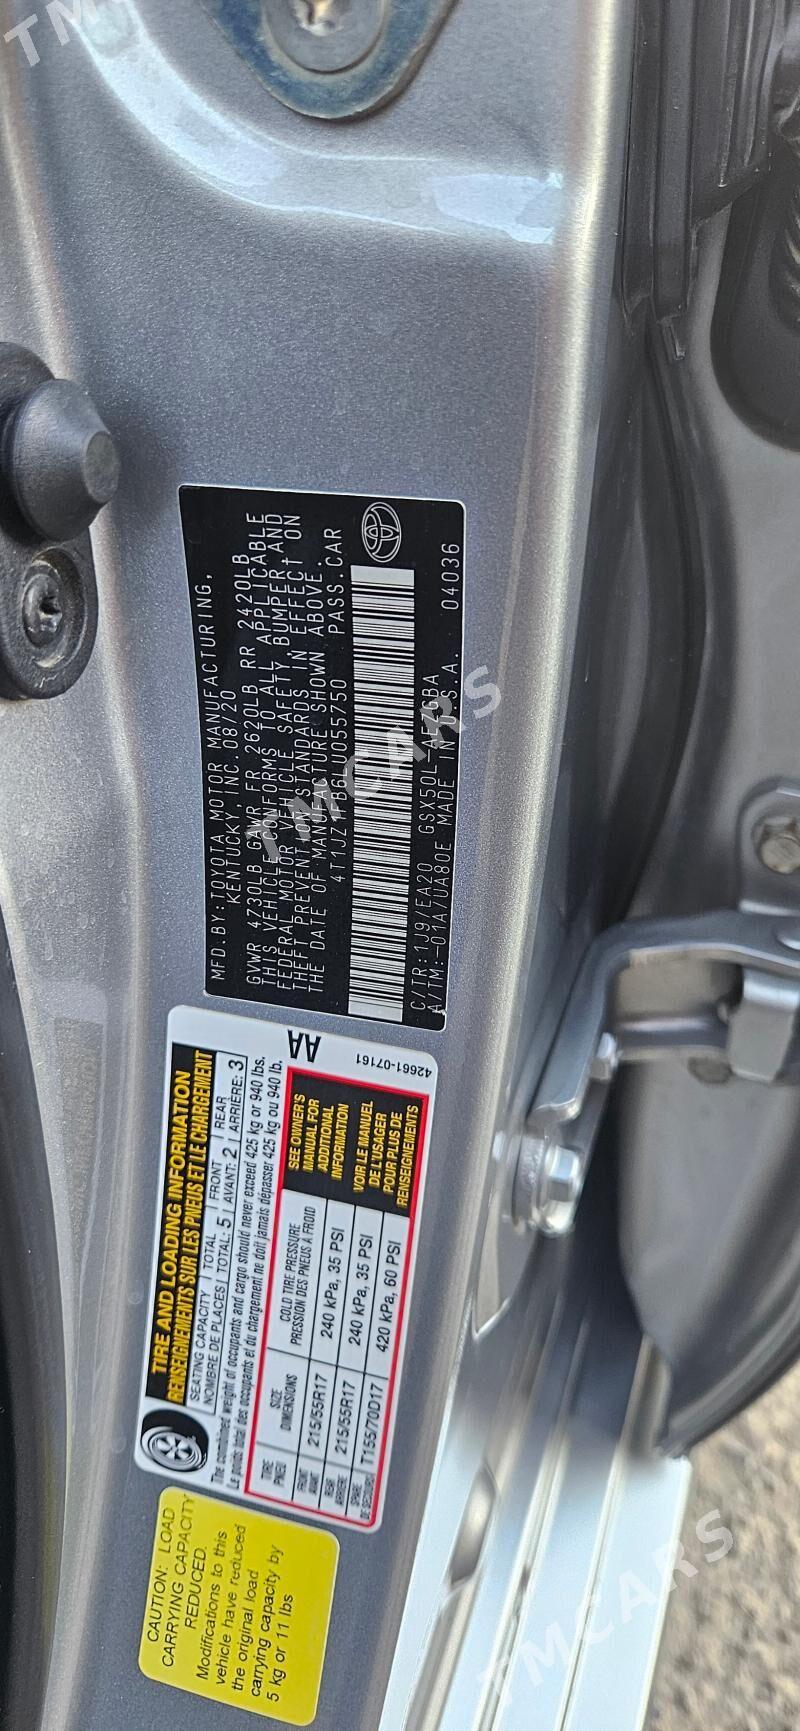 MFD.BY:TOYOTA MOTOR MANUFACTURING,
KENTUCKY, INC. 08/20
GVWR 4730LB GAWR FR 2620LB RR 2420LB
THIS VEHICLE CONFORMS TO ALL APPLICABLE
FEDERAL MOTOR VEHICLE SAFETY, BUMPER, AND
THEFT PREVENTION STANDARDS IN EFFECT ON
THE DATE OF MANUFACTURE SHOWN ABOVE.
PASS.CAR
C/TR:1J9/EA20 GSX50L
A/TM:-01A/UA80E MADE IN U.S.A. 04036
TIRE AND LOADING INFORMATION
RENSEIGNEMENTS SUR LES PNEUS ET LE CHARGEMENT
SEATING CAPACITY TOTAL FRONT REAR
NOMBRE DE PLACES TOTAL: 5 AVANT: 2 ARRIÈRE: 3
The combined weight of occupants and cargo should never exceed 425 kg or 940 lbs.
Le poids total des occupants et du chargement ne doit jamais dépasser 425 kg ou 940 lb.
TIRE PNEU
SIZE DIMENSIONS
COLD TIRE PRESSURE
PRESSION DES PNEUS À FROID
FRONT AVANT 215/55R17 240 kPa, 35 PSI
REAR ARRIÈRE 215/55R17 240 kPa, 35 PSI
SPARE DE SECOURS T155/70D17 420 kPa, 60 PSI
SEE OWNER'S
MANUAL FOR
ADDITIONAL
INFORMATION
VOIR LE MANUEL
DE L'USAGER
POUR PLUS DE
RENSEIGNEMENTS
AA
42661-07161
CAUTION: LOAD
CARRYING CAPACITY
REDUCED.
Modifications to this
vehicle have reduced
the original load
carrying capacity by
5 kg or 11 lbs
TMCARS
TMCARS